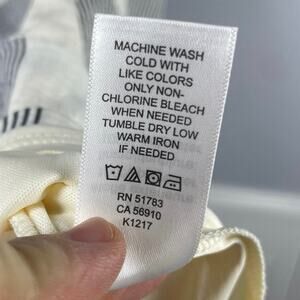 MACHINE WASH
COLD WITH
LIKE COLORS
ONLY NON-
CHLORINE BLEACH
WHEN NEEDED
TUMBLE DRY LOW
WARM IRON
IF NEEDED
RN 51783
CA 56910
K1217